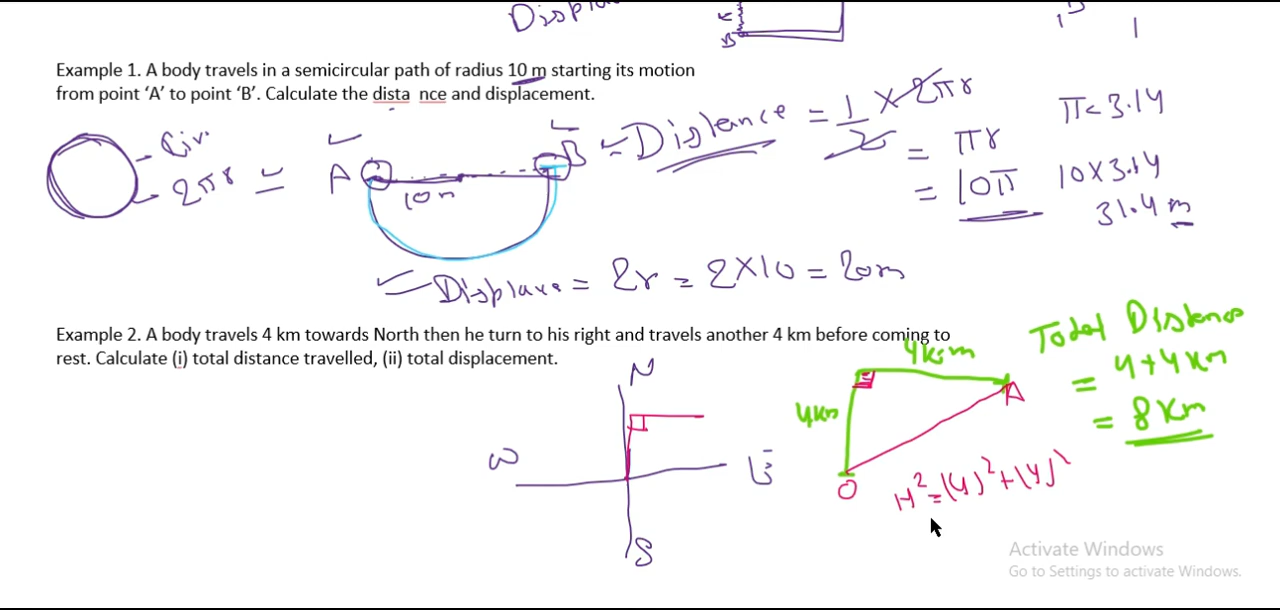 Displa
B
Example 1. A body travels in a semicircular path of radius 10 m starting its motion
from point ‘A’ to point ‘B’. Calculate the dista nce and displacement.
Cir.
2πr
A
B
10m
Distance = 1/2 × 2πr
= πr
= 10π
π = 3.14
10×3.14
31.4 m
Displace = 2r = 2×10 = 20m
Example 2. A body travels 4 km towards North then he turn to his right and travels another 4 km before coming to
rest. Calculate (i) total distance travelled, (ii) total displacement.
N
W
E
S
4km
4km
A
O
H² = (4)² + (4)²
Total Distance
= 4+4 km
= 8 km
Activate Windows
Go to Settings to activate Windows.